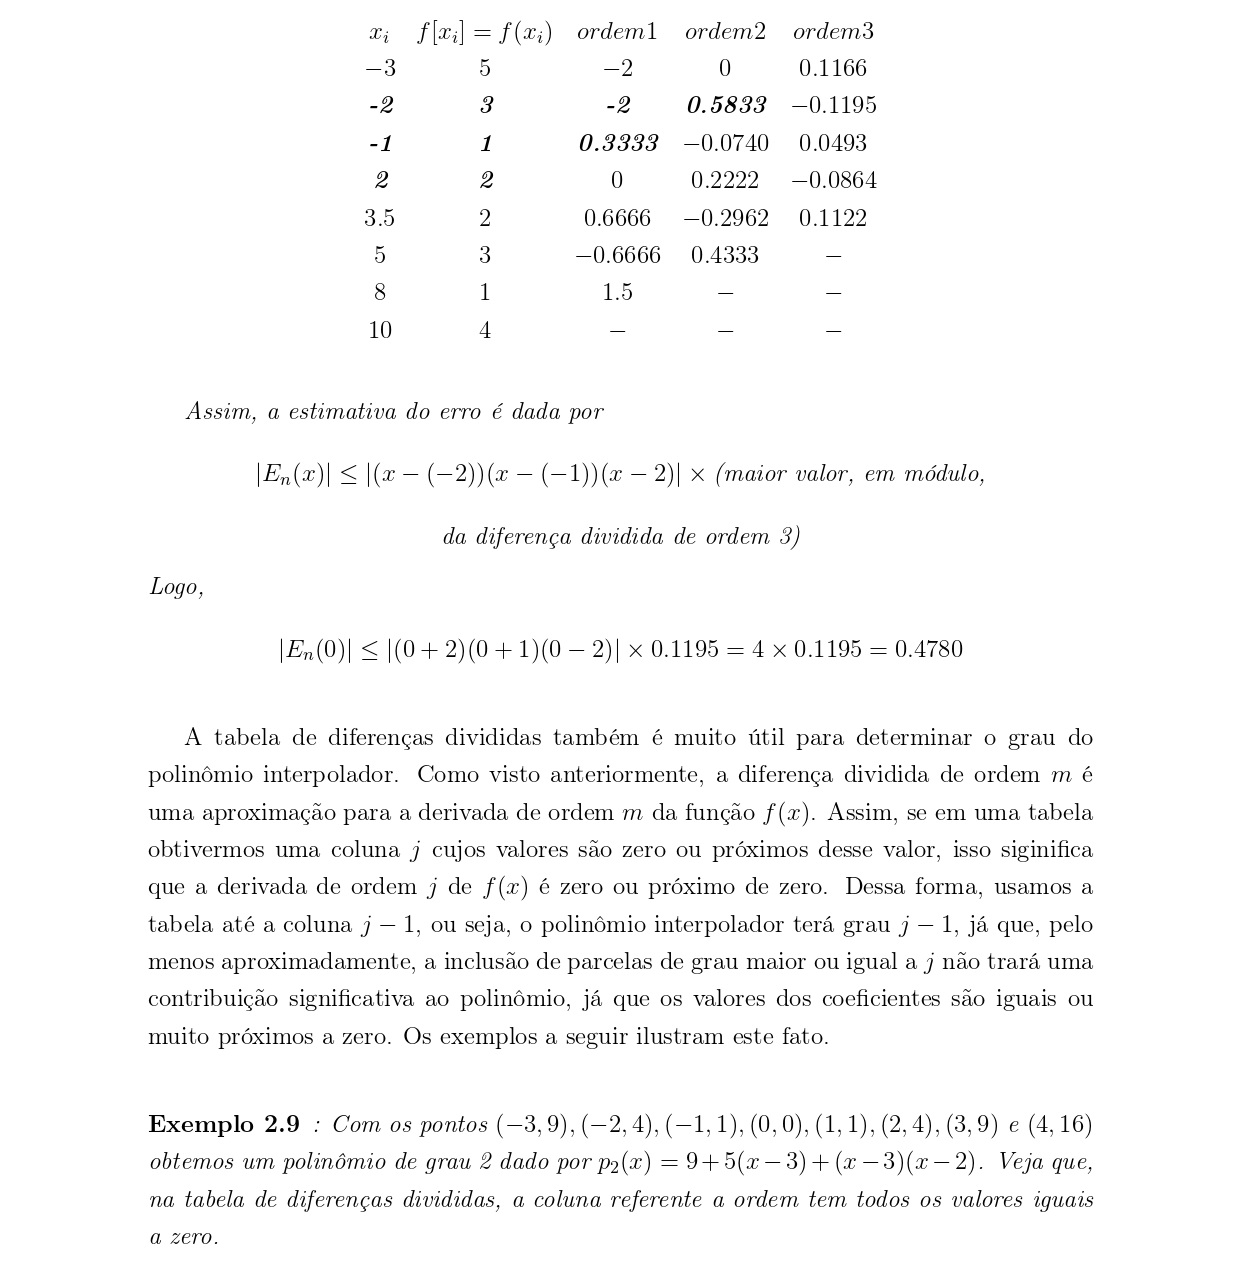 x_i f[x_i] = f(x_i) ordem1 ordem2 ordem3
−3 5 −2 0 0.1166
-2 3 -2 0.5833 −0.1195
-1 1 0.3333 −0.0740 0.0493
2 2 0 0.2222 −0.0864
3.5 2 0.6666 −0.2962 0.1122
5 3 −0.6666 0.4333 −
8 1 1.5 − −
10 4 − − −
Assim, a estimativa do erro é dada por
|E_n(x)| ≤ |(x − (−2))(x − (−1))(x − 2)| × (maior valor, em módulo,
da diferença dividida de ordem 3)
Logo,
|E_n(0)| ≤ |(0 + 2)(0 + 1)(0 − 2)| × 0.1195 = 4 × 0.1195 = 0.4780
A tabela de diferenças divididas também é muito útil para determinar o grau do
polinômio interpolador. Como visto anteriormente, a diferença dividida de ordem m é
uma aproximação para a derivada de ordem m da função f(x). Assim, se em uma tabela
obtivermos uma coluna j cujos valores são zero ou próximos desse valor, isso siginifica
que a derivada de ordem j de f(x) é zero ou próximo de zero. Dessa forma, usamos a
tabela até a coluna j − 1, ou seja, o polinômio interpolador terá grau j − 1, já que, pelo
menos aproximadamente, a inclusão de parcelas de grau maior ou igual a j não trará uma
contribuição significativa ao polinômio, já que os valores dos coeficientes são iguais ou
muito próximos a zero. Os exemplos a seguir ilustram este fato.
Exemplo 2.9 : Com os pontos (−3, 9), (−2, 4), (−1, 1), (0, 0), (1, 1), (2, 4), (3, 9) e (4, 16)
obtemos um polinômio de grau 2 dado por p_2(x) = 9+5(x−3)+(x−3)(x−2). Veja que,
na tabela de diferenças divididas, a coluna referente a ordem tem todos os valores iguais
a zero.